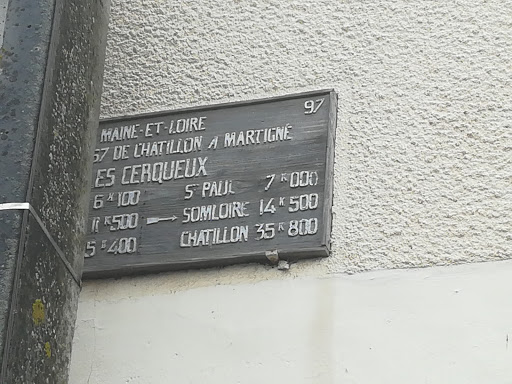 97
MAINE-ET-LOIRE
57 DE CHATILLON A MARTIGNÉ
ES CERQUEUX
6 K 100 ST PAUL 7 K 000
11 K 500 → SOMLOIRE 14 K 500
5 K 400 CHATILLON 35 K 800